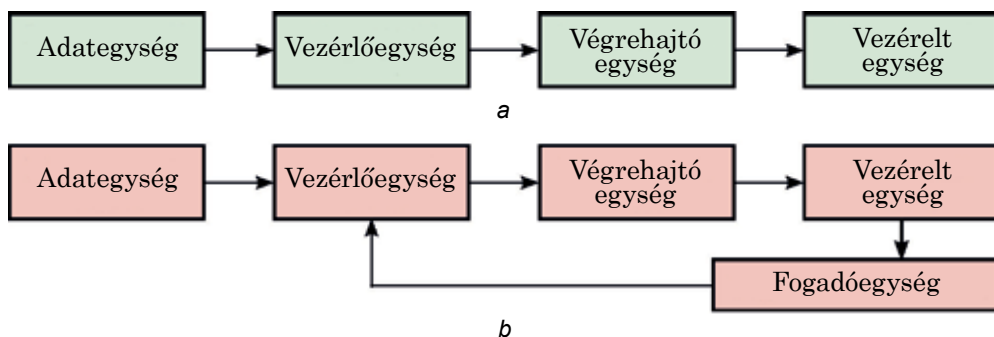 Adategység
Vezérlőegység
Végrehajtó
egység
Vezérelt
egység
a
Adategység
Vezérlőegység
Végrehajtó
egység
Vezérelt
egység
Fogadóegység
b